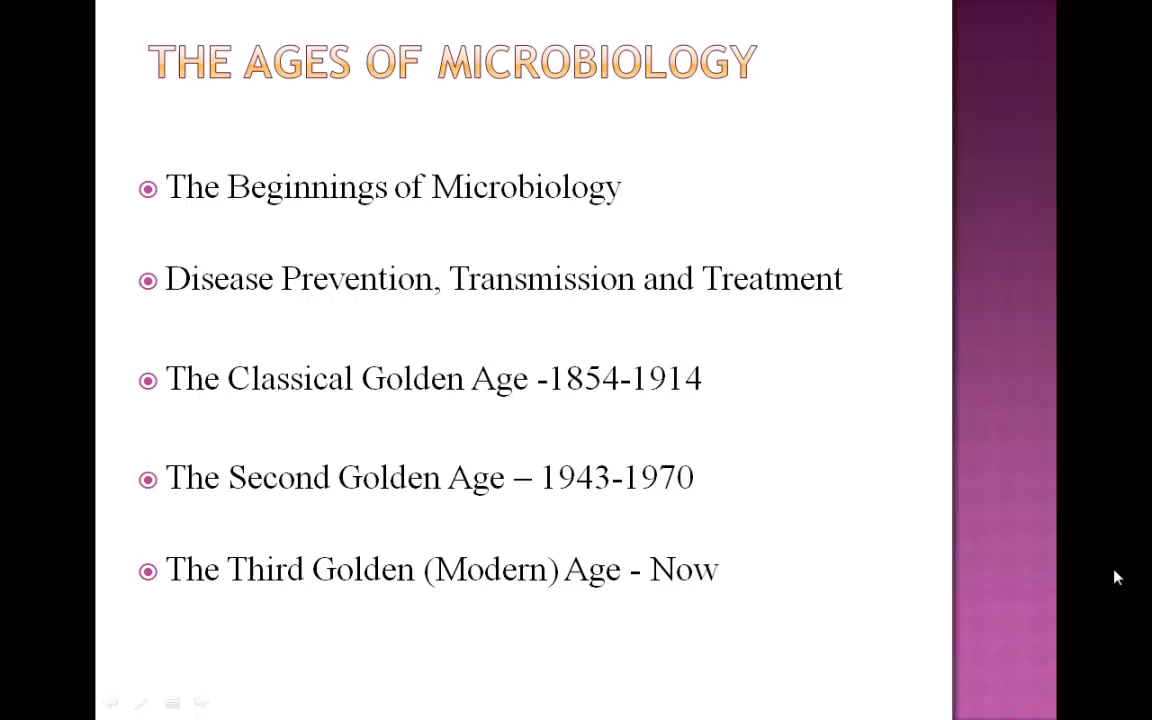 THE AGES OF MICROBIOLOGY
The Beginnings of Microbiology
Disease Prevention, Transmission and Treatment
The Classical Golden Age -1854-1914
The Second Golden Age – 1943-1970
The Third Golden (Modern) Age - Now